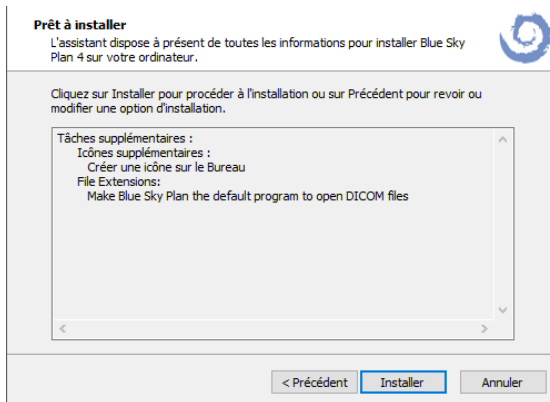 Prêt à installer
L'assistant dispose à présent de toutes les informations pour installer Blue Sky
Plan 4 sur votre ordinateur.
Cliquez sur Installer pour procéder à l'installation ou sur Précédent pour revoir ou
modifier une option d'installation.
Tâches supplémentaires :
Icônes supplémentaires :
Créer une icône sur le Bureau
File Extensions:
Make Blue Sky Plan the default program to open DICOM files
< Précédent Installer Annuler